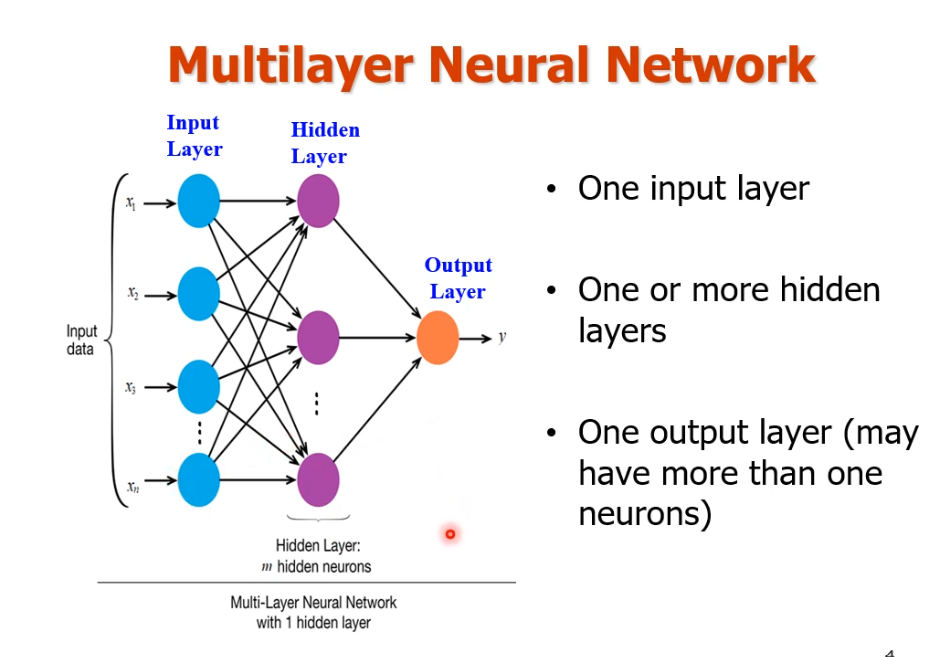 Multilayer Neural Network
Input
Layer
Hidden
Layer
x1
x2
x3
xn
Input
data
Output
Layer
y
Hidden Layer:
m hidden neurons
Multi-Layer Neural Network
with 1 hidden layer
• One input layer
• One or more hidden
layers
• One output layer (may
have more than one
neurons)
4